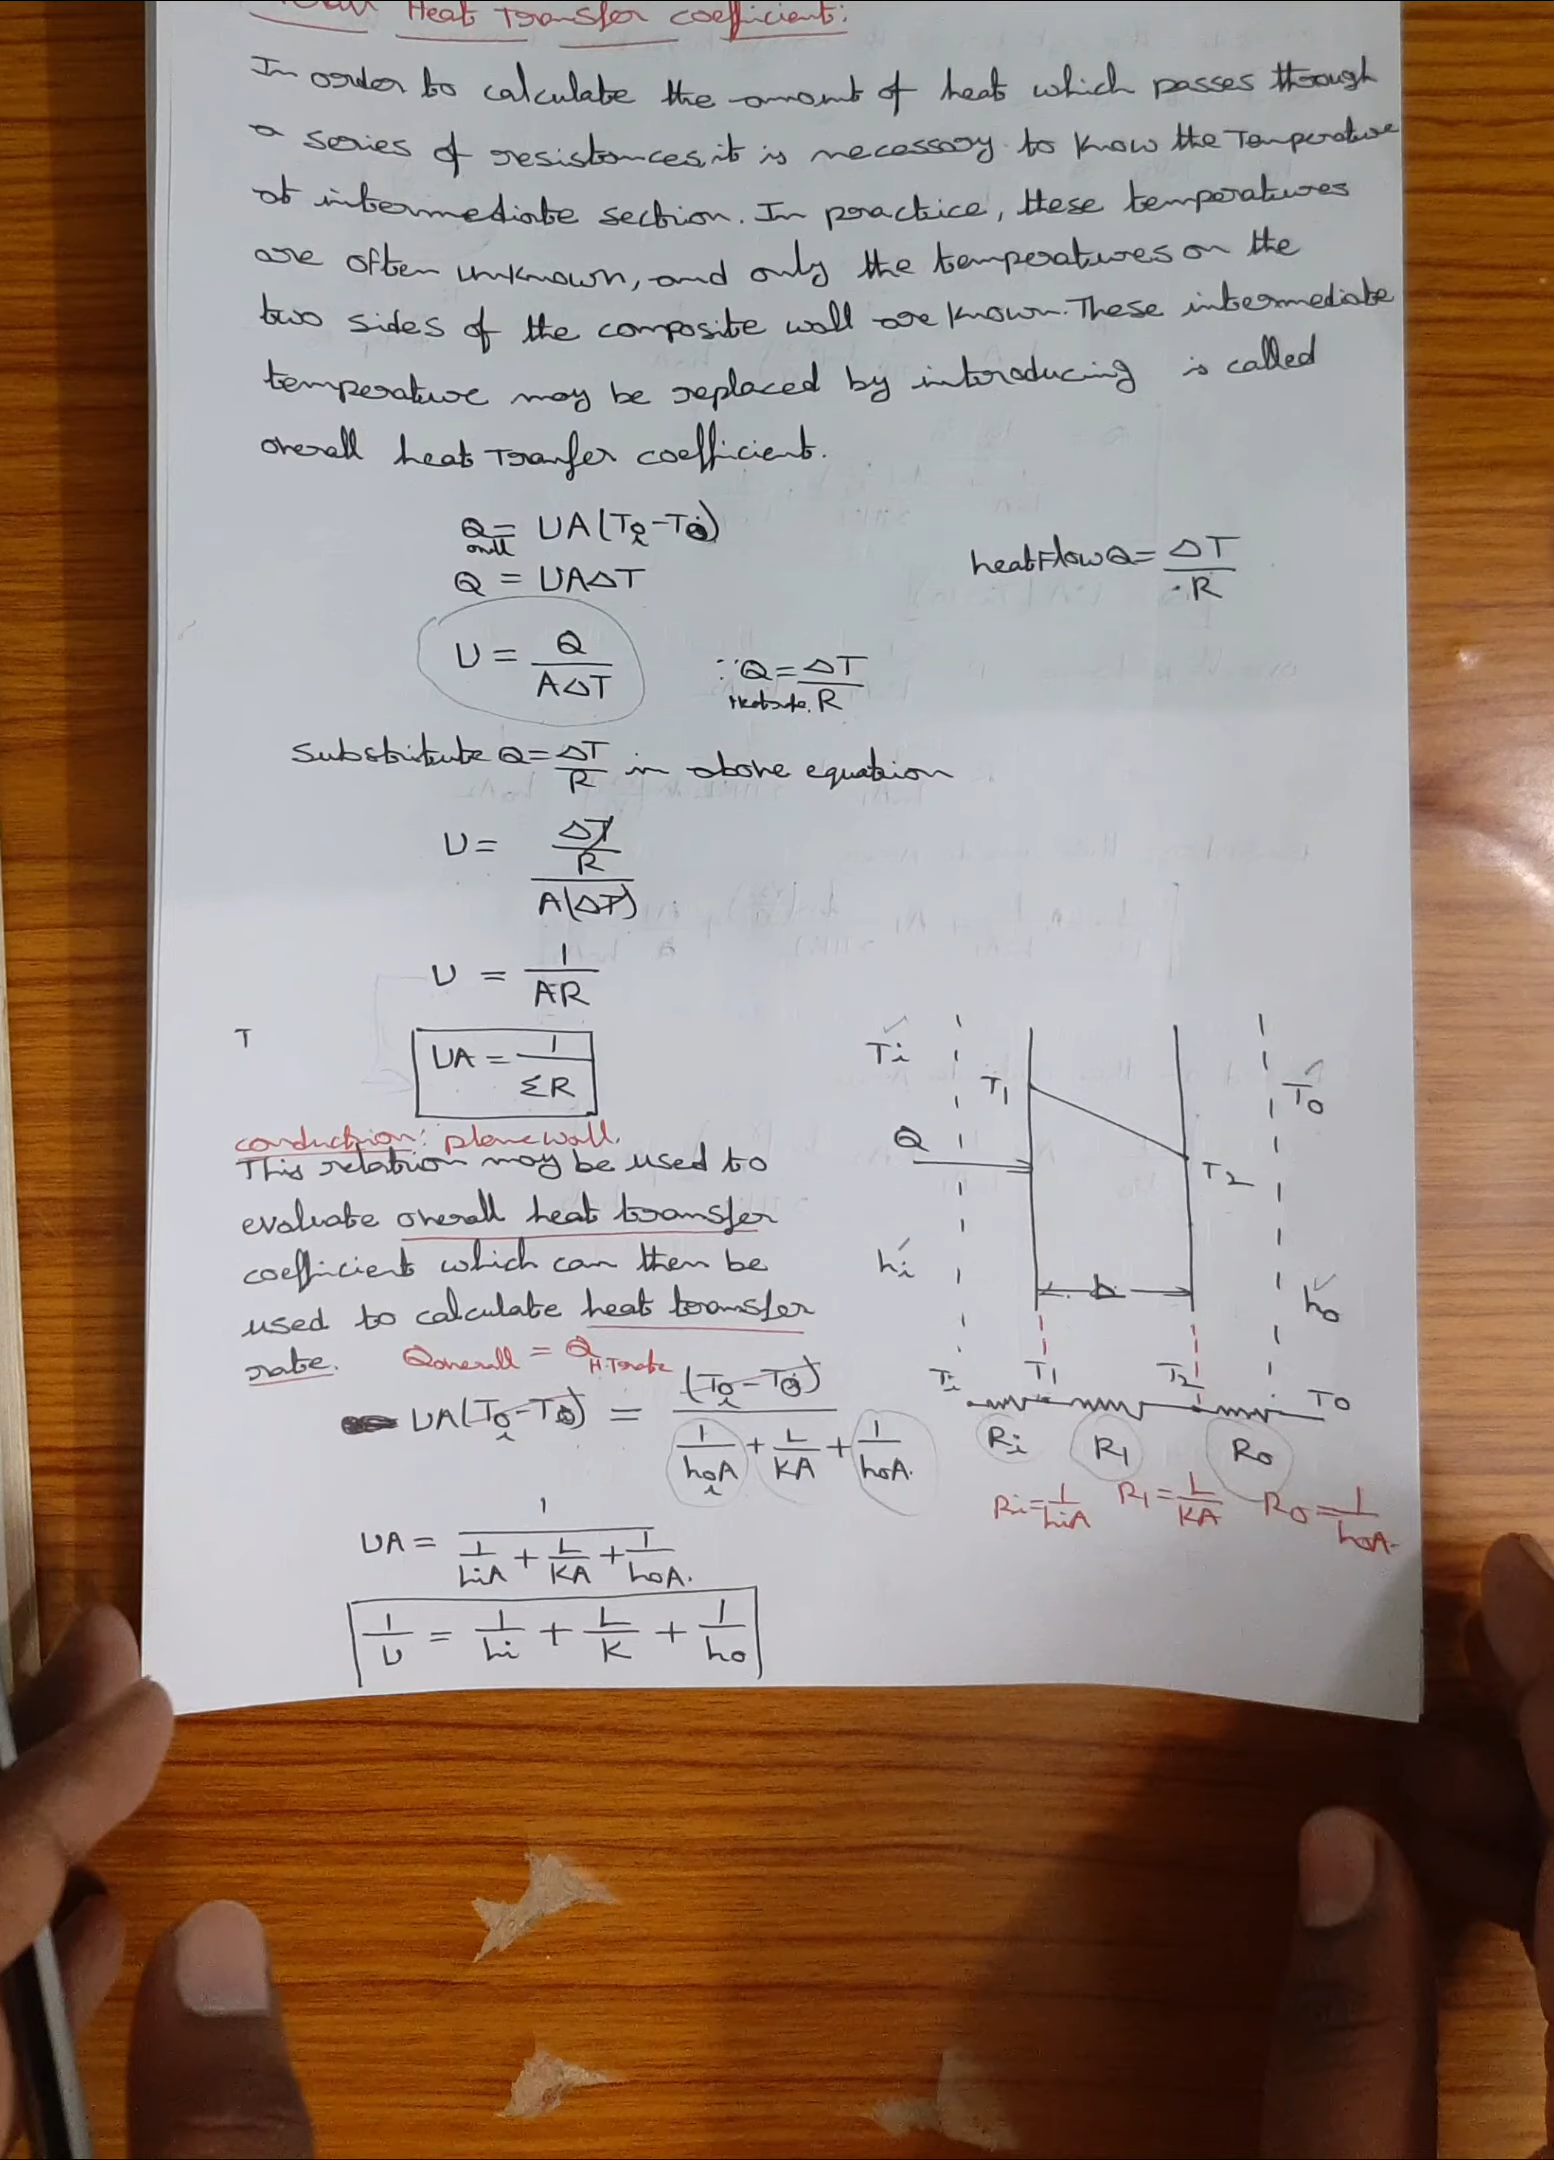 Heat Transfer coefficient:
In order to calculate the amount of heat which passes through
a series of resistances, it is necessary to know the Temperature
at intermediate section. In practice, these temperatures
are often unknown, and only the temperatures on the
two sides of the composite wall are known. These intermediate
temperature may be replaced by introducing is called
overall heat Tranfer coefficient.
Q = UA(Ti-To)
Q = UAΔT
heat Flow Q = ΔT/R
U = Q/AΔT
∵ Q = ΔT/R
Substritute Q = ΔT/R in above equation
U = (ΔT/R)/(A(ΔT))
U = 1/AR
T
UA = 1/ΣR
conduction: plane wall.
This relation may be used to
evaluate overall heat transfer
coefficient which can then be
used to calculate heat transfer
rate.
Qoverall = Q H.T rate
UA(Ti-To) = (Ti-To)/(1/hiA + L/KA + 1/hoA.)
UA = 1/(1/hiA + L/KA + 1/hoA.)
1/U = 1/hi + L/K + 1/ho
Ti
T1
To
Q
T2
hi
L
ho
Ti T1 T2 To
Ri R1 Ro
Ri = 1/hiA R1 = L/KA Ro = 1/hoA.